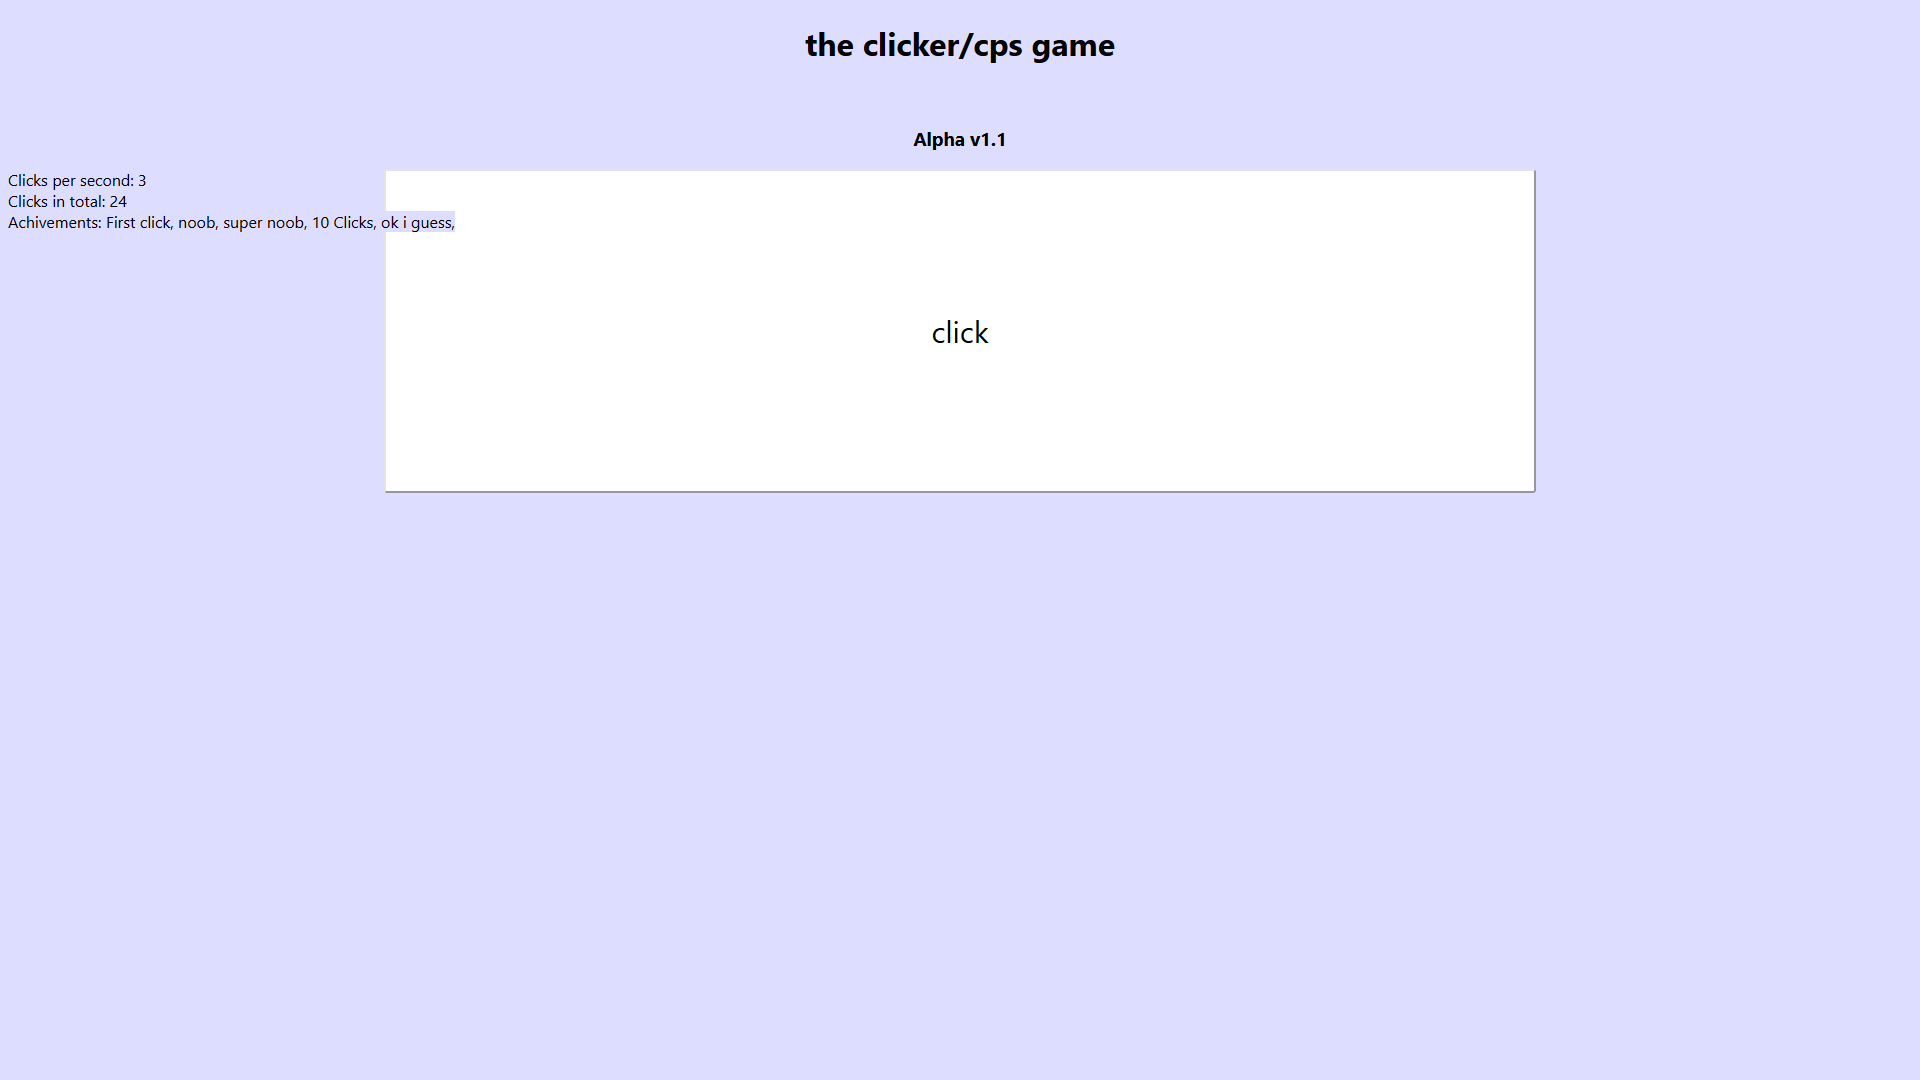 the clicker/cps game
Alpha v1.1
Clicks per second: 3
Clicks in total: 24
Achivements: First click, noob, super noob, 10 Clicks, ok i guess,
click